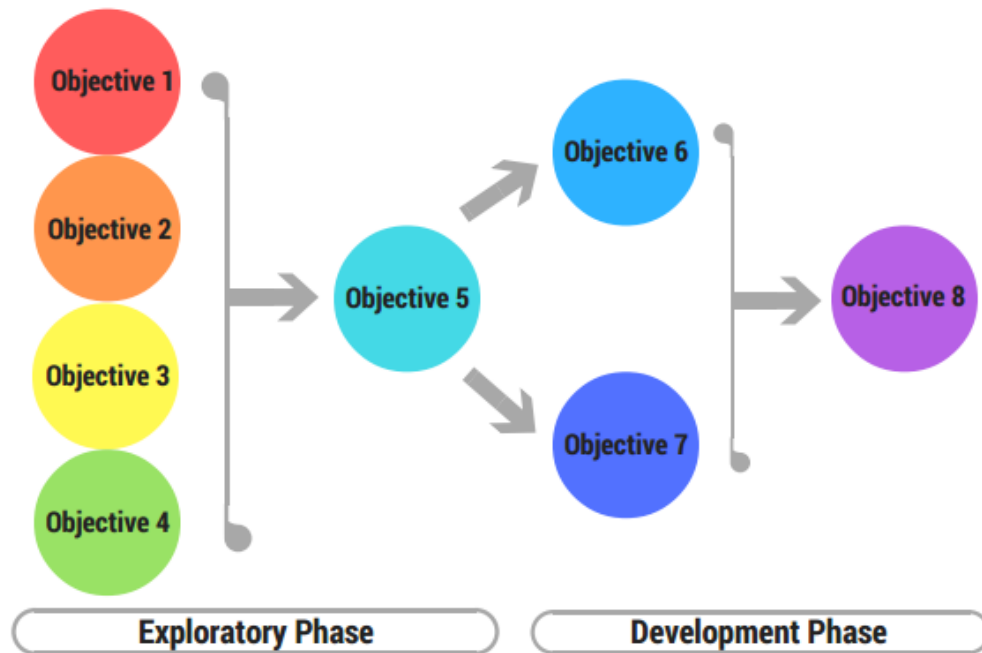 Objective 1
Objective 2
Objective 3
Objective 4
Objective 5
Objective 6
Objective 7
Objective 8
Exploratory Phase
Development Phase